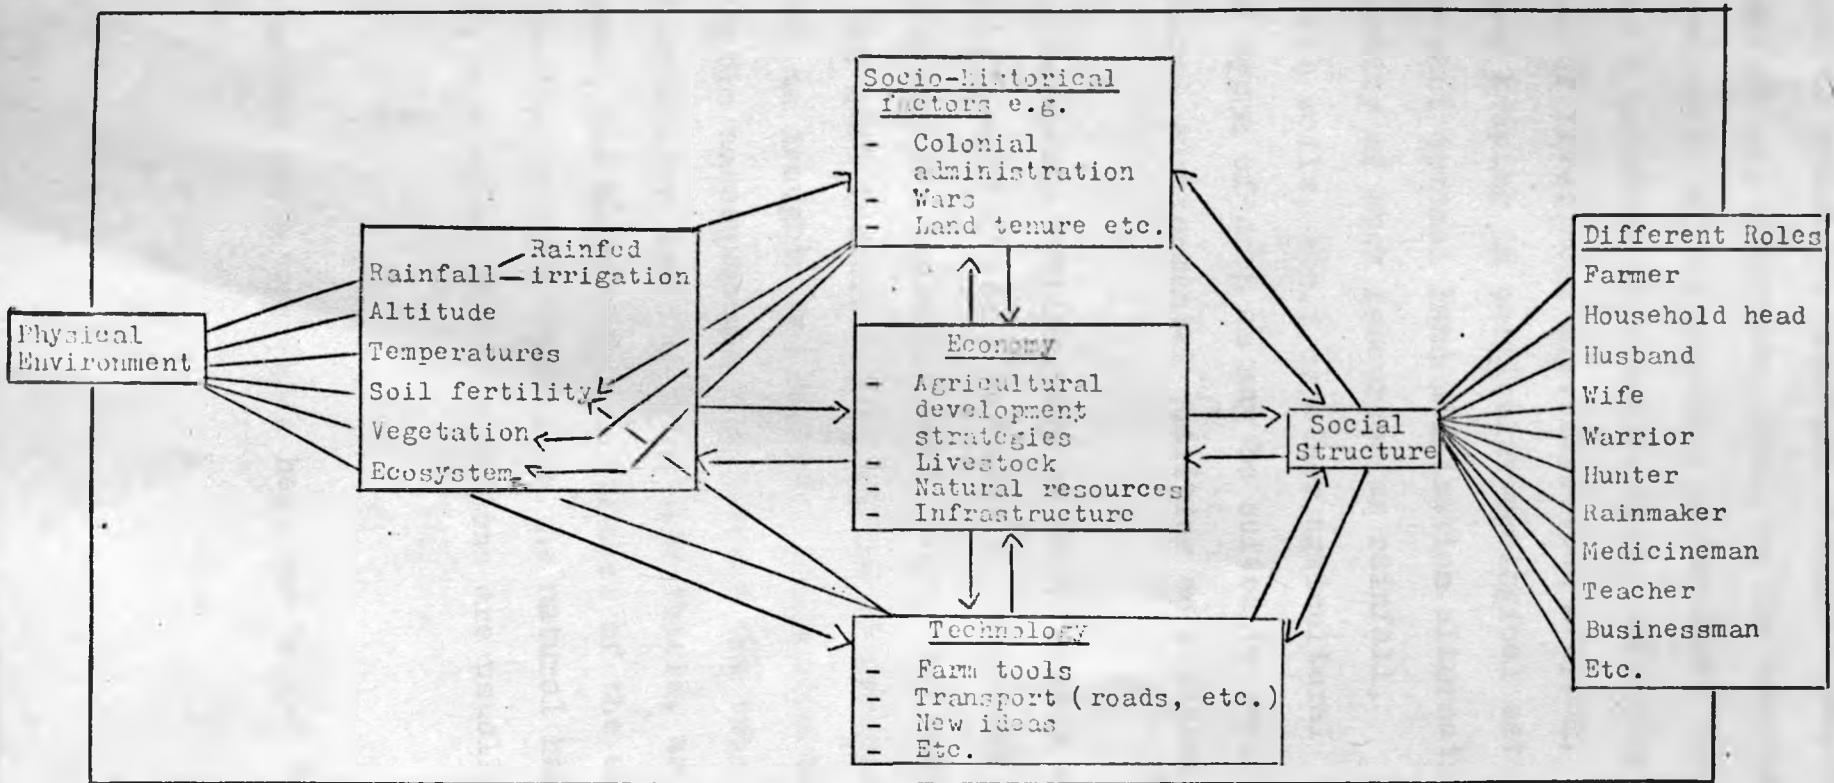 Physical
Environment
Rainfall
Rainfed
irrigation
Altitude
Temperatures
Soil fertility
Vegetation
Ecosystem
Socio-historical
factors e.g.
- Colonial
administration
- Wars
- Land tenure etc.
Economy
- Agricultural
development
strategies
- Livestock
- Natural resources
- Infrastructure
Technology
- Farm tools
- Transport (roads, etc.)
- New ideas
- Etc.
Social
Structure
Different Roles
Farmer
Household head
Husband
Wife
Warrior
Hunter
Rainmaker
Medicineman
Teacher
Businessman
Etc.